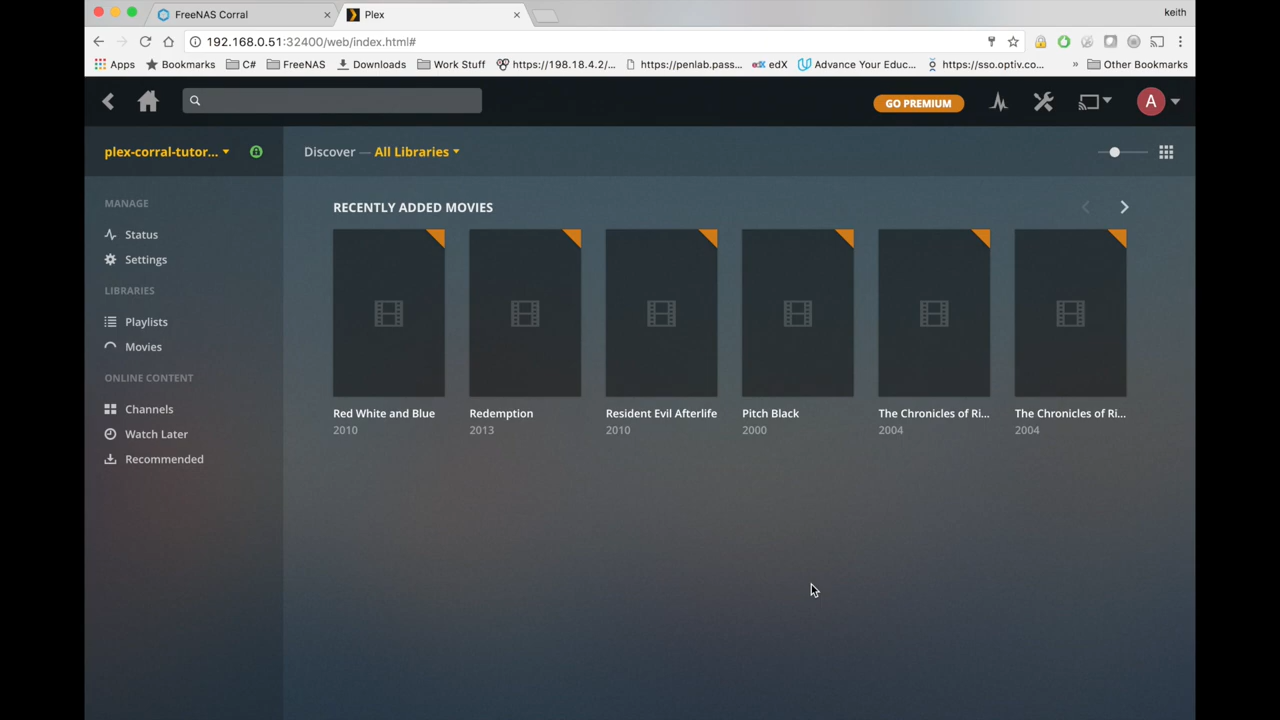 FreeNAS Corral
Plex
keith
192.168.0.51:32400/web/index.html#
Apps Bookmarks C# FreeNAS Downloads Work Stuff https://198.18.4.2/... https://penlab.pass... edX Advance Your Educ... https://sso.optiv.co... » Other Bookmarks
GO PREMIUM
A
plex-corral-tutor...
Discover — All Libraries
MANAGE
Status
Settings
LIBRARIES
Playlists
Movies
ONLINE CONTENT
Channels
Watch Later
Recommended
RECENTLY ADDED MOVIES
Red White and Blue
2010
Redemption
2013
Resident Evil Afterlife
2010
Pitch Black
2000
The Chronicles of Ri...
2004
The Chronicles of Ri...
2004